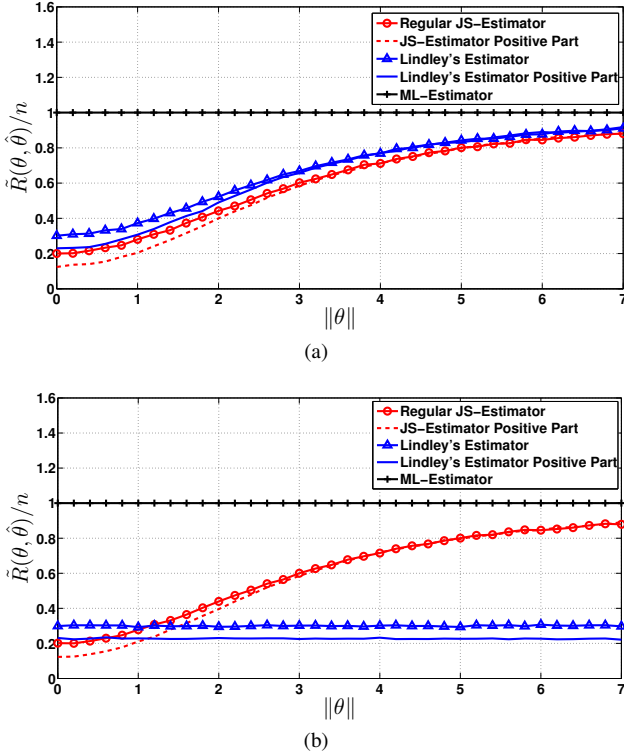 1.6
1.4
1.2
1
0.8
0.6
0.4
0.2
0
R̃(θ, θ̂)/n
Regular JS−Estimator
JS−Estimator Positive Part
Lindley's Estimator
Lindley's Estimator Positive Part
ML−Estimator
0 1 2 3 4 5 6 7
‖θ‖
(a)
1.6
1.4
1.2
1
0.8
0.6
0.4
0.2
0
R̃(θ, θ̂)/n
Regular JS−Estimator
JS−Estimator Positive Part
Lindley's Estimator
Lindley's Estimator Positive Part
ML−Estimator
0 1 2 3 4 5 6 7
‖θ‖
(b)